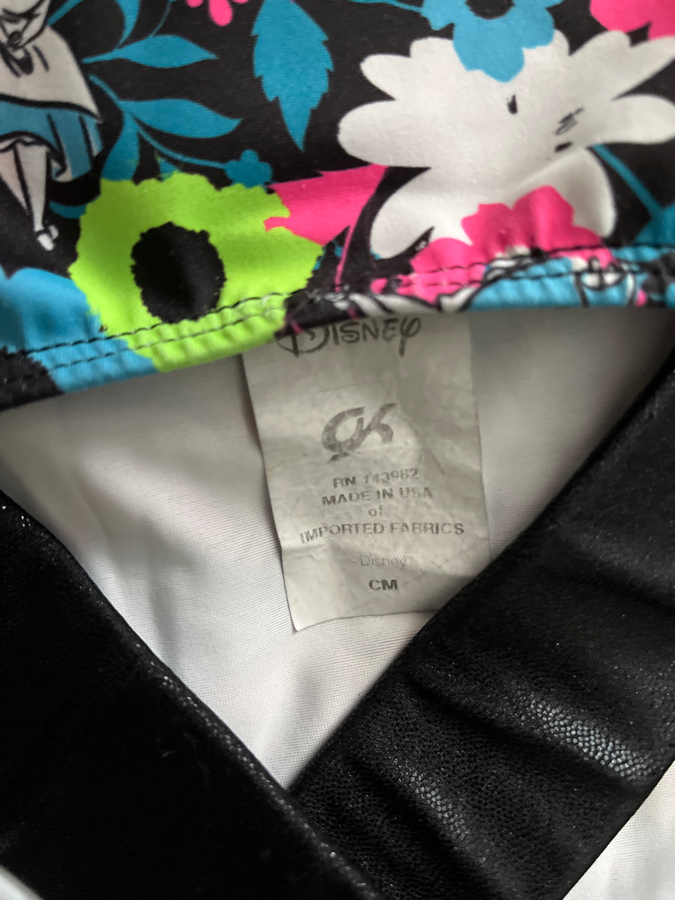 Disney
GK
RN 143982
MADE IN USA
of
IMPORTED FABRICS
Disney
CM